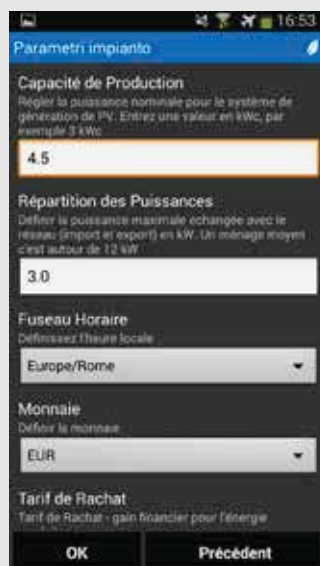 16:53
Parametri impianto
Capacité de Production
Régler la puissance nominale pour le système de
génération de PV. Entrez une valeur en kWc, par
exemple 3 kWc
4.5
Répartition des Puissances
Définir la puissance maximale échangée avec le
réseau (import et export) en kW. Un ménage moyen
c'est autour de 12 kW
3.0
Fuseau Horaire
Définissez l'heure locale
Europe/Rome
Monnaie
Définir la monnaie
EUR
Tarif de Rachat
Tarif de Rachat - gain financier pour l'énergie
OK
Précédent